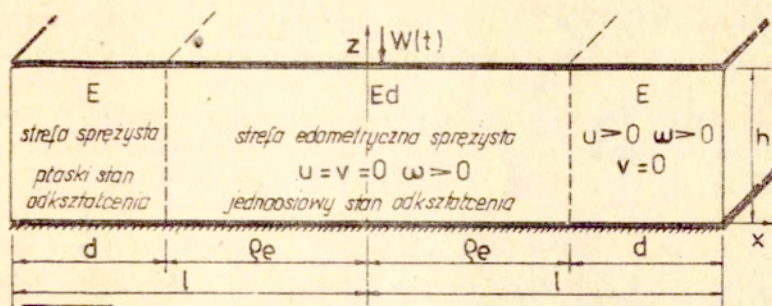 z W(t)
E Ed E
strefa sprężysta strefa edometryczna sprężysta u>0 ω>0 h
płaski stan u=v=0 ω>0 v=0
odkształcenia jednoosiowy stan odkształcenia
x
d ρe ρe d
l l